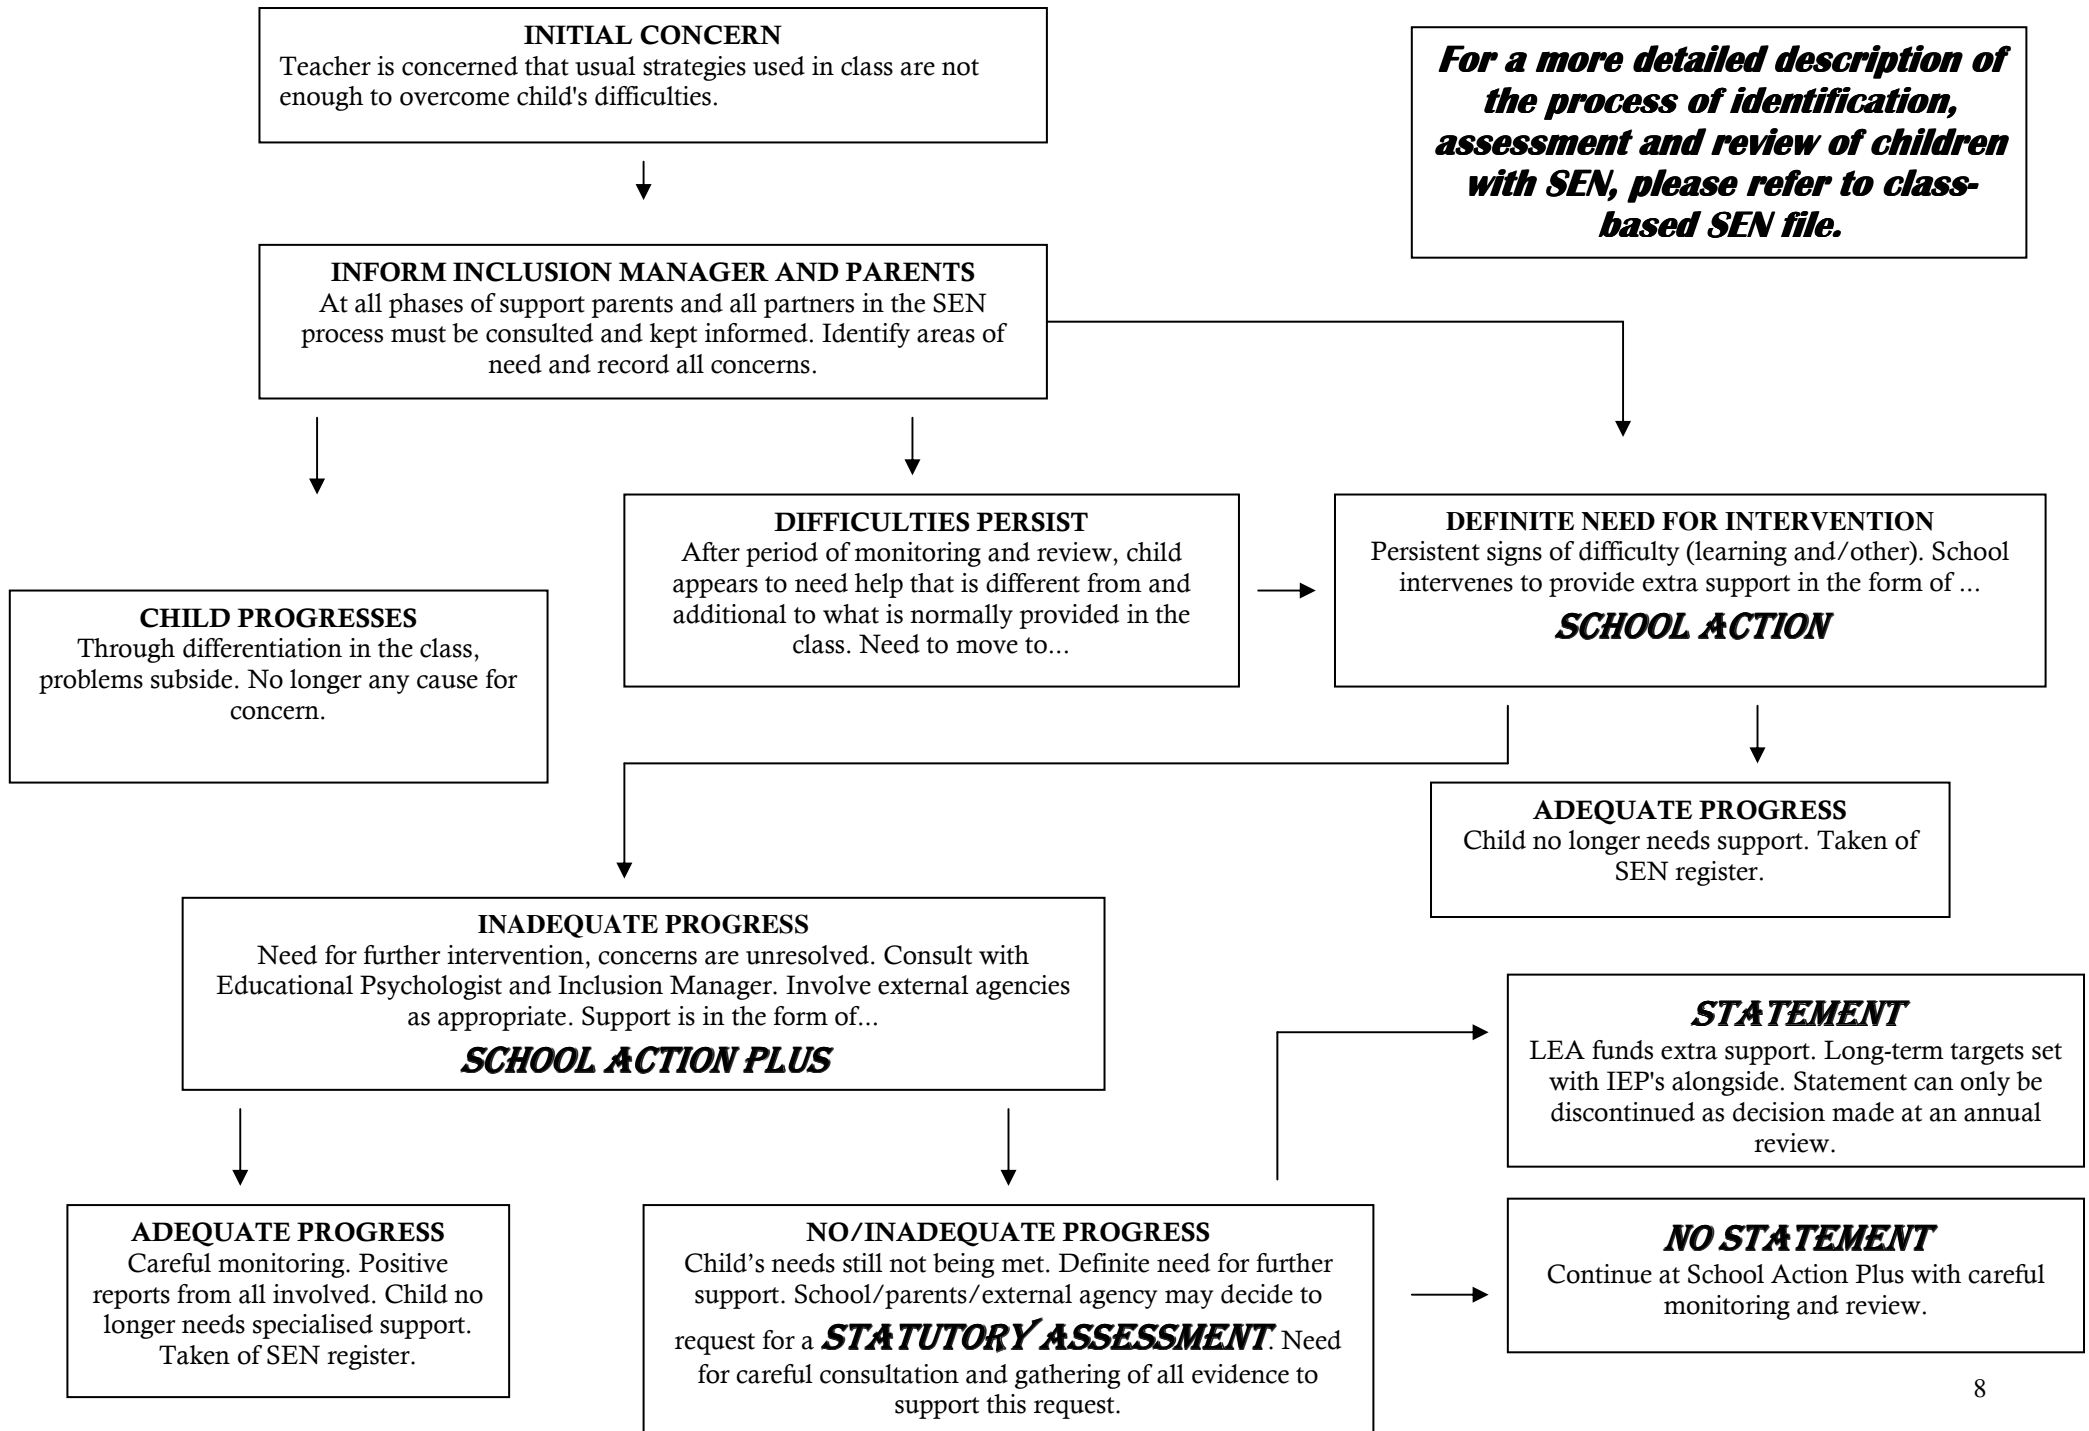 INITIAL CONCERN
Teacher is concerned that usual strategies used in class are not
enough to overcome child's difficulties.
For a more detailed description of
the process of identification,
assessment and review of children
with SEN, please refer to class-
based SEN file.
INFORM INCLUSION MANAGER AND PARENTS
At all phases of support parents and all partners in the SEN
process must be consulted and kept informed. Identify areas of
need and record all concerns.
CHILD PROGRESSES
Through differentiation in the class,
problems subside. No longer any cause for
concern.
DIFFICULTIES PERSIST
After period of monitoring and review, child
appears to need help that is different from and
additional to what is normally provided in the
class. Need to move to...
DEFINITE NEED FOR INTERVENTION
Persistent signs of difficulty (learning and/other). School
intervenes to provide extra support in the form of ...
SCHOOL ACTION
ADEQUATE PROGRESS
Child no longer needs support. Taken of
SEN register.
INADEQUATE PROGRESS
Need for further intervention, concerns are unresolved. Consult with
Educational Psychologist and Inclusion Manager. Involve external agencies
as appropriate. Support is in the form of...
SCHOOL ACTION PLUS
ADEQUATE PROGRESS
Careful monitoring. Positive
reports from all involved. Child no
longer needs specialised support.
Taken of SEN register.
NO/INADEQUATE PROGRESS
Child's needs still not being met. Definite need for further
support. School/parents/external agency may decide to
request for a STATUTORY ASSESSMENT. Need
for careful consultation and gathering of all evidence to
support this request.
STATEMENT
LEA funds extra support. Long-term targets set
with IEP's alongside. Statement can only be
discontinued as decision made at an annual
review.
NO STATEMENT
Continue at School Action Plus with careful
monitoring and review.
8